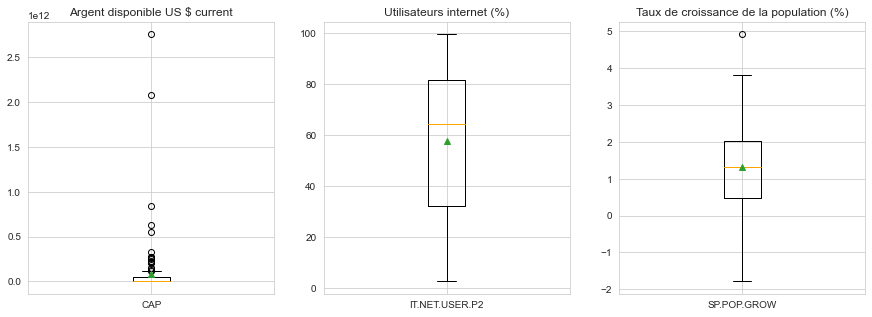 Argent disponible US $ current
1e12
2.5
2.0
1.5
1.0
0.5
0.0
CAP
Utilisateurs internet (%)
100
80
60
40
20
0
IT.NET.USER.P2
Taux de croissance de la population (%)
5
4
3
2
1
0
−1
−2
SP.POP.GROW